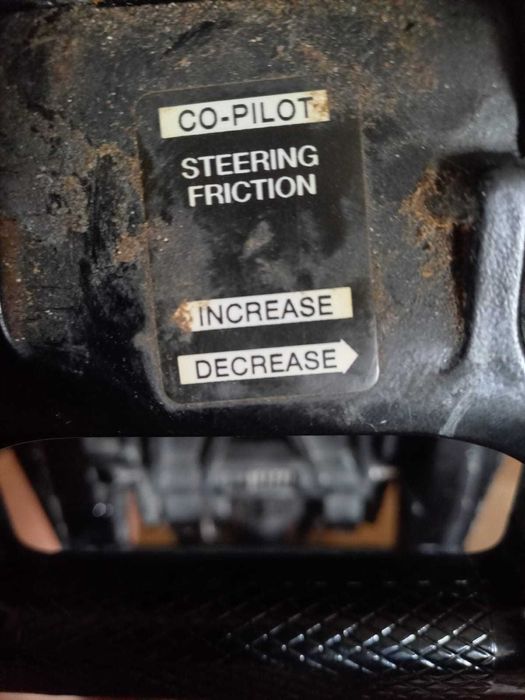 CO-PILOT
STEERING
FRICTION
INCREASE
DECREASE